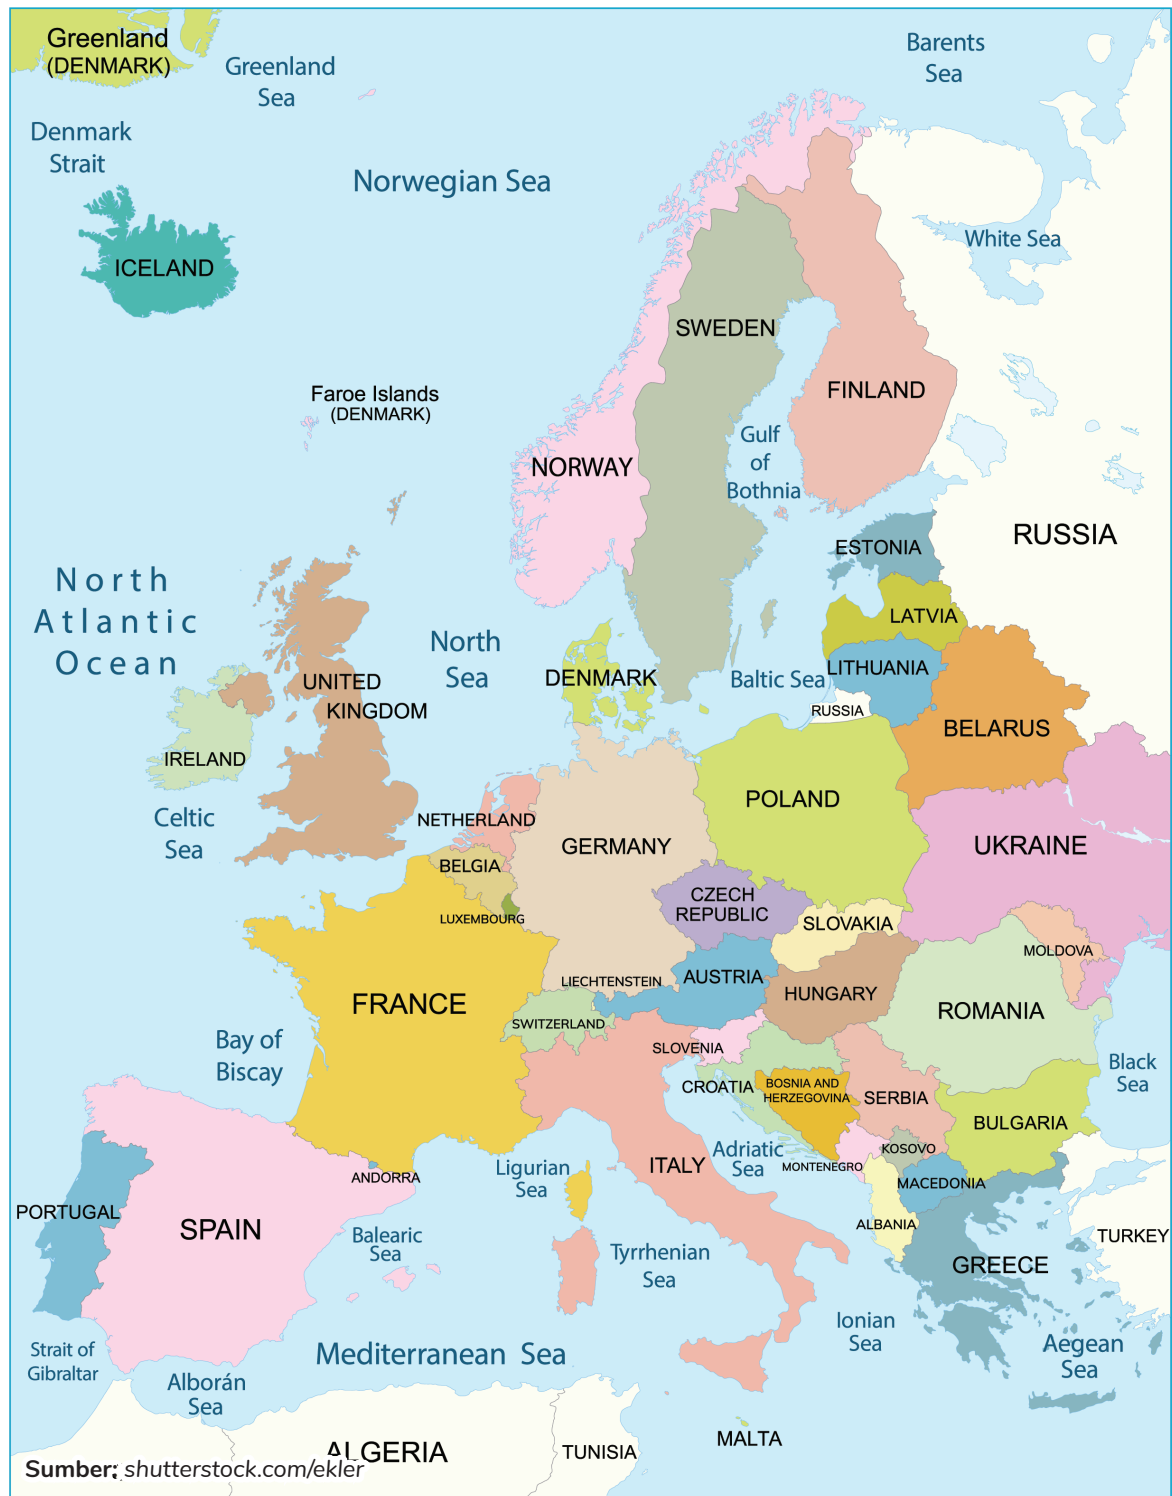 Greenland
(DENMARK)
Greenland
Sea
Barents
Sea
Denmark
Strait
Norwegian Sea
White Sea
ICELAND
SWEDEN
FINLAND
Faroe Islands
(DENMARK)
Gulf
of
Bothnia
NORWAY
RUSSIA
ESTONIA
North
Atlantic
Ocean
LATVIA
North
Sea
LITHUANIA
DENMARK
Baltic Sea
UNITED
KINGDOM
RUSSIA
BELARUS
IRELAND
POLAND
Celtic
Sea
NETHERLAND
GERMANY
UKRAINE
BELGIA
CZECH
REPUBLIC
LUXEMBOURG
SLOVAKIA
MOLDOVA
AUSTRIA
LIECHTENSTEIN
HUNGARY
FRANCE
ROMANIA
SWITZERLAND
Bay of
Biscay
SLOVENIA
Black
Sea
CROATIA
BOSNIA AND
HERZEGOVINA
SERBIA
BULGARIA
KOSOVO
Adriatic
Sea
ITALY
MONTENEGRO
Ligurian
Sea
ANDORRA
MACEDONIA
PORTUGAL
SPAIN
ALBANIA
TURKEY
Balearic
Sea
Tyrrhenian
Sea
GREECE
Ionian
Sea
Aegean
Sea
Strait of
Gibraltar
Mediterranean Sea
Alborán
Sea
MALTA
ALGERIA
TUNISIA
Sumber: shutterstock.com/ekler